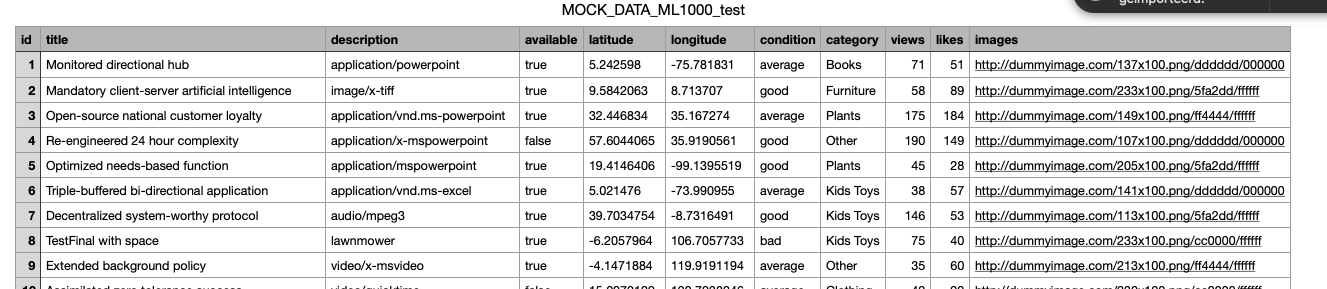 geïmporteerd.
MOCK_DATA_ML1000_test
id title description available latitude longitude condition category views likes images
1 Monitored directional hub application/powerpoint true 5.242598 -75.781831 average Books 71 51 http://dummyimage.com/137x100.png/dddddd/000000
2 Mandatory client-server artificial intelligence image/x-tiff true 9.5842063 8.713707 good Furniture 58 89 http://dummyimage.com/233x100.png/5fa2dd/ffffff
3 Open-source national customer loyalty application/vnd.ms-powerpoint true 32.446834 35.167274 average Plants 175 184 http://dummyimage.com/149x100.png/ff4444/ffffff
4 Re-engineered 24 hour complexity application/x-mspowerpoint false 57.6044065 35.9190561 good Other 190 149 http://dummyimage.com/107x100.png/dddddd/000000
5 Optimized needs-based function application/mspowerpoint true 19.4146406 -99.1395519 good Plants 45 28 http://dummyimage.com/205x100.png/5fa2dd/ffffff
6 Triple-buffered bi-directional application application/vnd.ms-excel true 5.021476 -73.990955 average Kids Toys 38 57 http://dummyimage.com/141x100.png/dddddd/000000
7 Decentralized system-worthy protocol audio/mpeg3 true 39.7034754 -8.7316491 good Kids Toys 146 53 http://dummyimage.com/113x100.png/5fa2dd/ffffff
8 TestFinal with space lawnmower true -6.2057964 106.7057733 bad Kids Toys 75 40 http://dummyimage.com/233x100.png/cc0000/ffffff
9 Extended background policy video/x-msvideo true -4.1471884 119.9191194 average Other 35 60 http://dummyimage.com/213x100.png/ff4444/ffffff